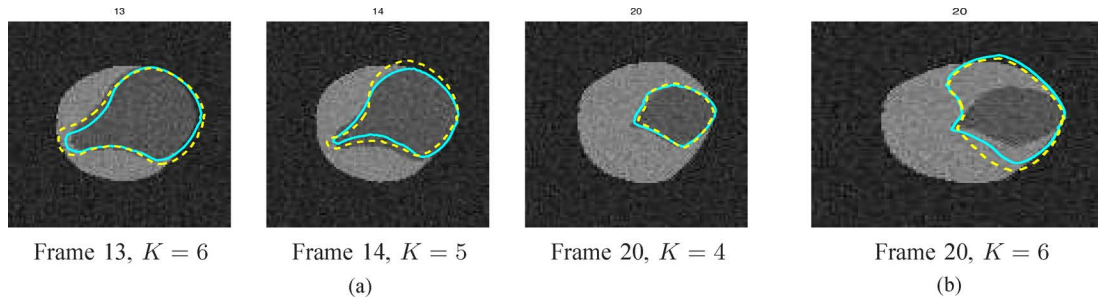 13
14
20
20
Frame 13, K = 6
Frame 14, K = 5
Frame 20, K = 4
Frame 20, K = 6
(a)
(b)